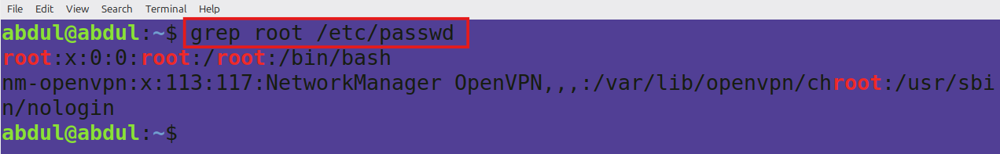 File Edit View Search Terminal Help
abdul@abdul:~$ grep root /etc/passwd
root:x:0:0:root:/root:/bin/bash
nm-openvpn:x:113:117:NetworkManager OpenVPN,,,:/var/lib/openvpn/chroot:/usr/sbi
n/nologin
abdul@abdul:~$